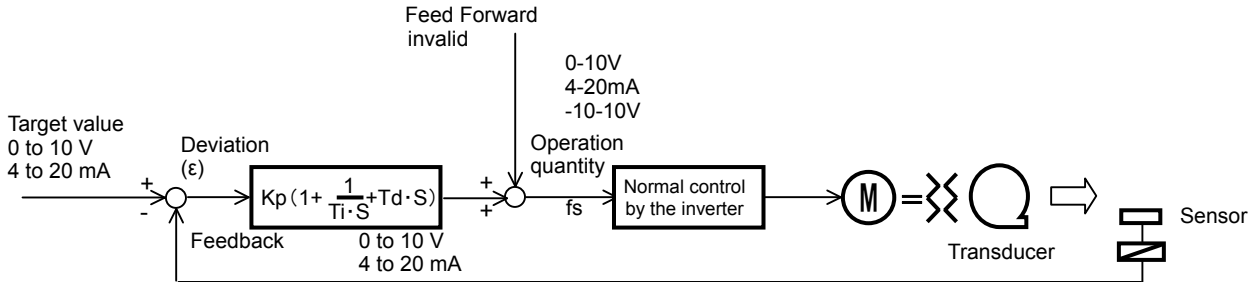 Feed Forward
invalid
0-10V
4-20mA
-10-10V
Target value
0 to 10 V
4 to 20 mA
Deviation
(ε)
Operation
quantity
+
-
Kp(1+ 1/Ti·S +Td·S)
+
+
fs
Normal control
by the inverter
M
Sensor
Feedback
0 to 10 V
4 to 20 mA
Transducer